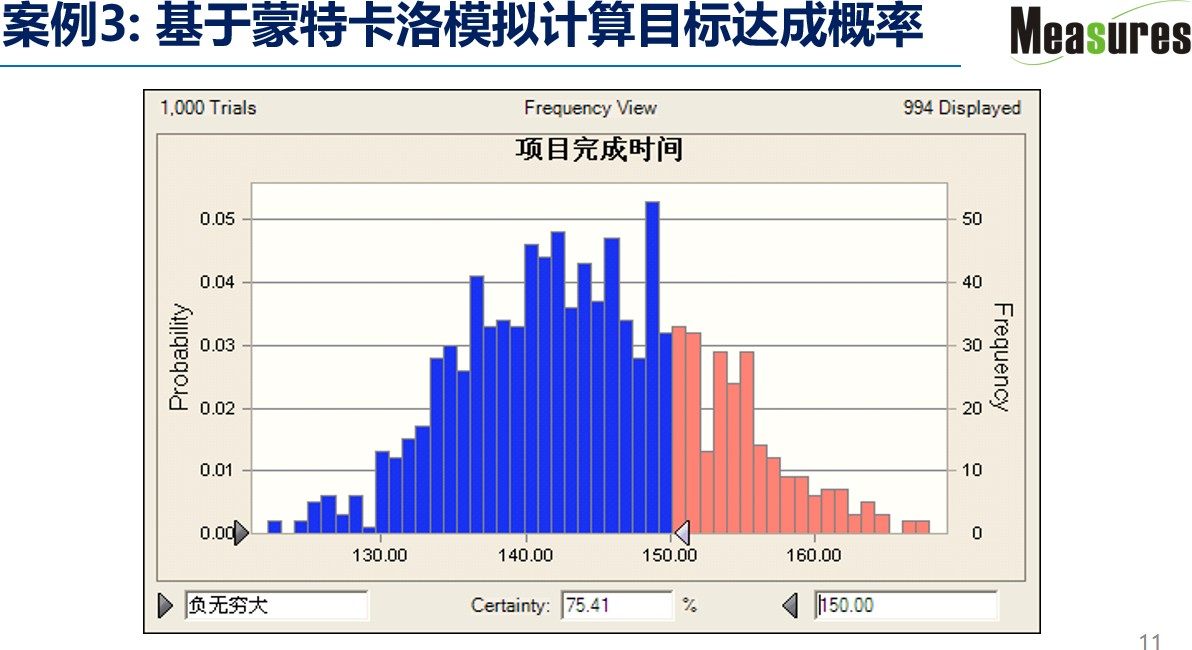 案例3: 基于蒙特卡洛模拟计算目标达成概率
Measures
1,000 Trials
Frequency View
994 Displayed
项目完成时间
Probability
0.05
0.04
0.03
0.02
0.01
0.00
50
40
30
20
10
0
Frequency
130.00
140.00
150.00
160.00
负无穷大
Certainty: 75.41 %
150.00
11